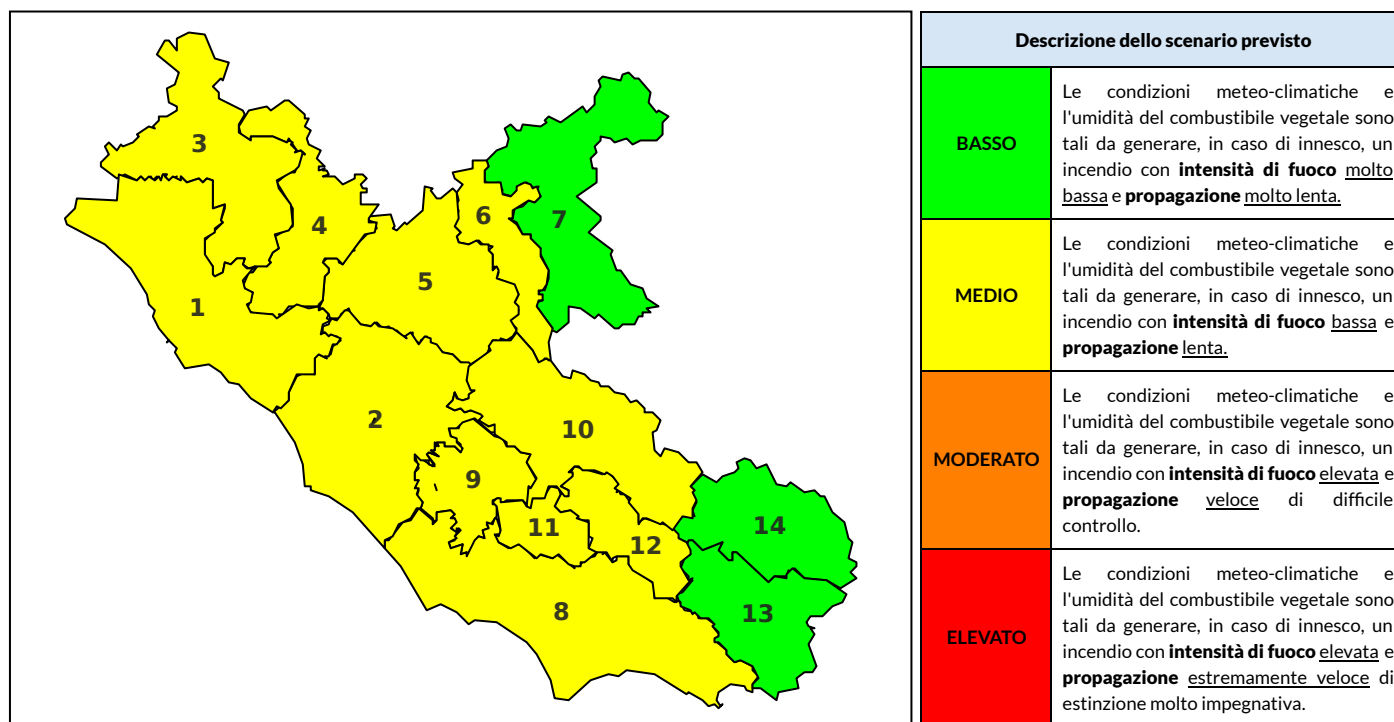 3
4
6
7
5
1
2
10
9
11
12
14
8
13
Descrizione dello scenario previsto
BASSO
Le condizioni meteo-climatiche e
l'umidità del combustibile vegetale sono
tali da generare, in caso di innesco, un
incendio con intensità di fuoco molto
bassa e propagazione molto lenta.
MEDIO
Le condizioni meteo-climatiche e
l'umidità del combustibile vegetale sono
tali da generare, in caso di innesco, un
incendio con intensità di fuoco bassa e
propagazione lenta.
MODERATO
Le condizioni meteo-climatiche e
l'umidità del combustibile vegetale sono
tali da generare, in caso di innesco, un
incendio con intensità di fuoco elevata e
propagazione veloce di difficile
controllo.
ELEVATO
Le condizioni meteo-climatiche e
l'umidità del combustibile vegetale sono
tali da generare, in caso di innesco, un
incendio con intensità di fuoco elevata e
propagazione estremamente veloce di
estinzione molto impegnativa.